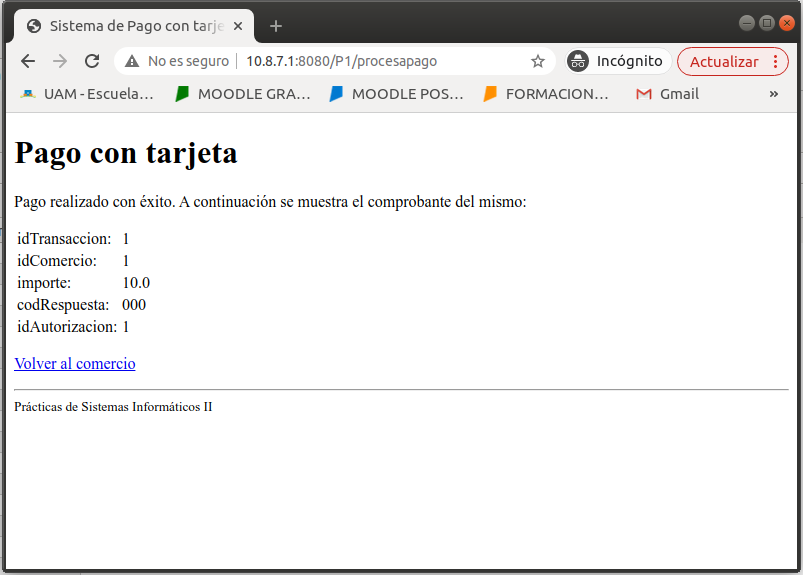 Sistema de Pago con tarje
No es seguro 10.8.7.1:8080/P1/procesapago Incógnito Actualizar
UAM - Escuela... MOODLE GRA... MOODLE POS... FORMACION... Gmail »
Pago con tarjeta
Pago realizado con éxito. A continuación se muestra el comprobante del mismo:
idTransaccion: 1
idComercio: 1
importe: 10.0
codRespuesta: 000
idAutorizacion: 1
Volver al comercio
Prácticas de Sistemas Informáticos II